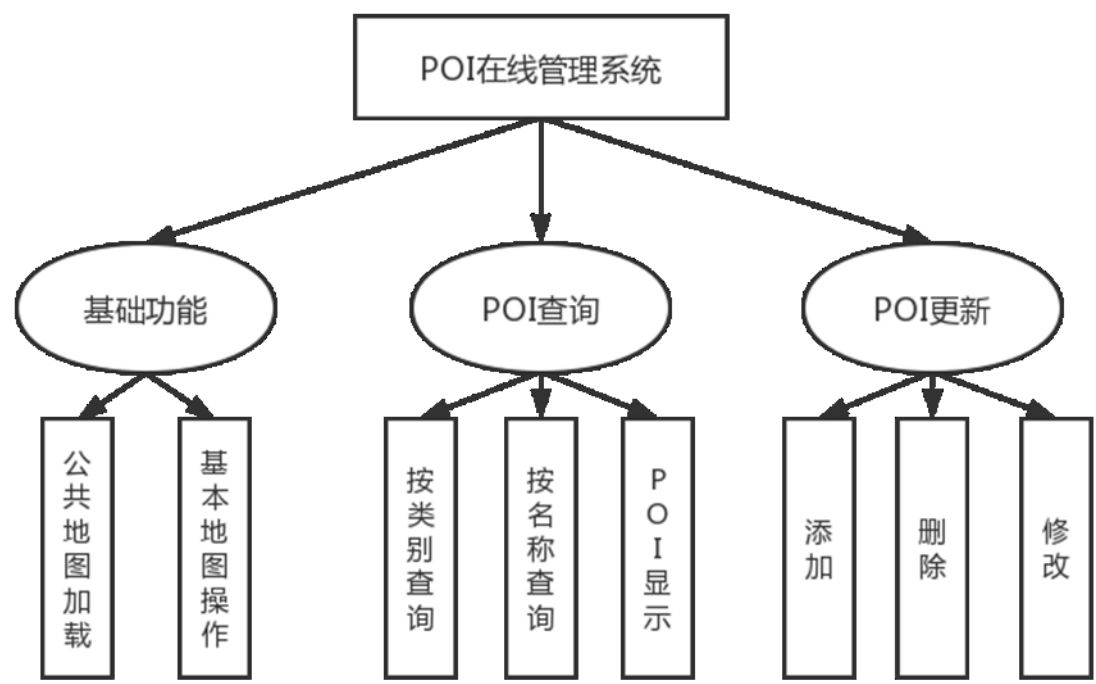 POI在线管理系统
基础功能
POI查询
POI更新
公共地图加载
基本地图操作
按类别查询
按名称查询
POI显示
添加
删除
修改